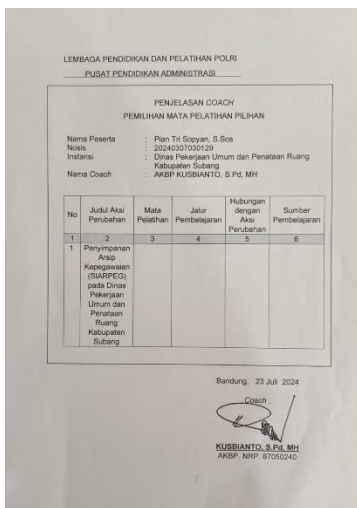 LEMBAGA PENDIDIKAN DAN PELATIHAN POLRI
PUSAT PENDIDIKAN ADMINISTRASI
PENJELASAN COACH
PEMILIHAN MATA PELATIHAN PILIHAN
Nama Peserta : Pian Tri Sopyan, S.Sos
Nosis : 20240307030129
Instansi : Dinas Pekerjaan Umum dan Penataan Ruang
Kabupaten Subang
Nama Coach : AKBP KUSBIANTO, S.Pd, MH
No
Judul Aksi
Perubahan
Mata
Pelatihan
Jalur
Pembelajaran
Hubungan
dengan
Aksi
Perubahan
Sumber
Pembelajaran
1 2 3 4 5 6
1. Penyimpanan
Arsip
Kepegawaian
(SIARPEG)
pada Dinas
Pekerjaan
Umum dan
Penataan
Ruang
Kabupaten
Subang
Bandung, 23 Juli 2024
Coach
KUSBIANTO, S.Pd, MH
AKBP. NRP. 67050240